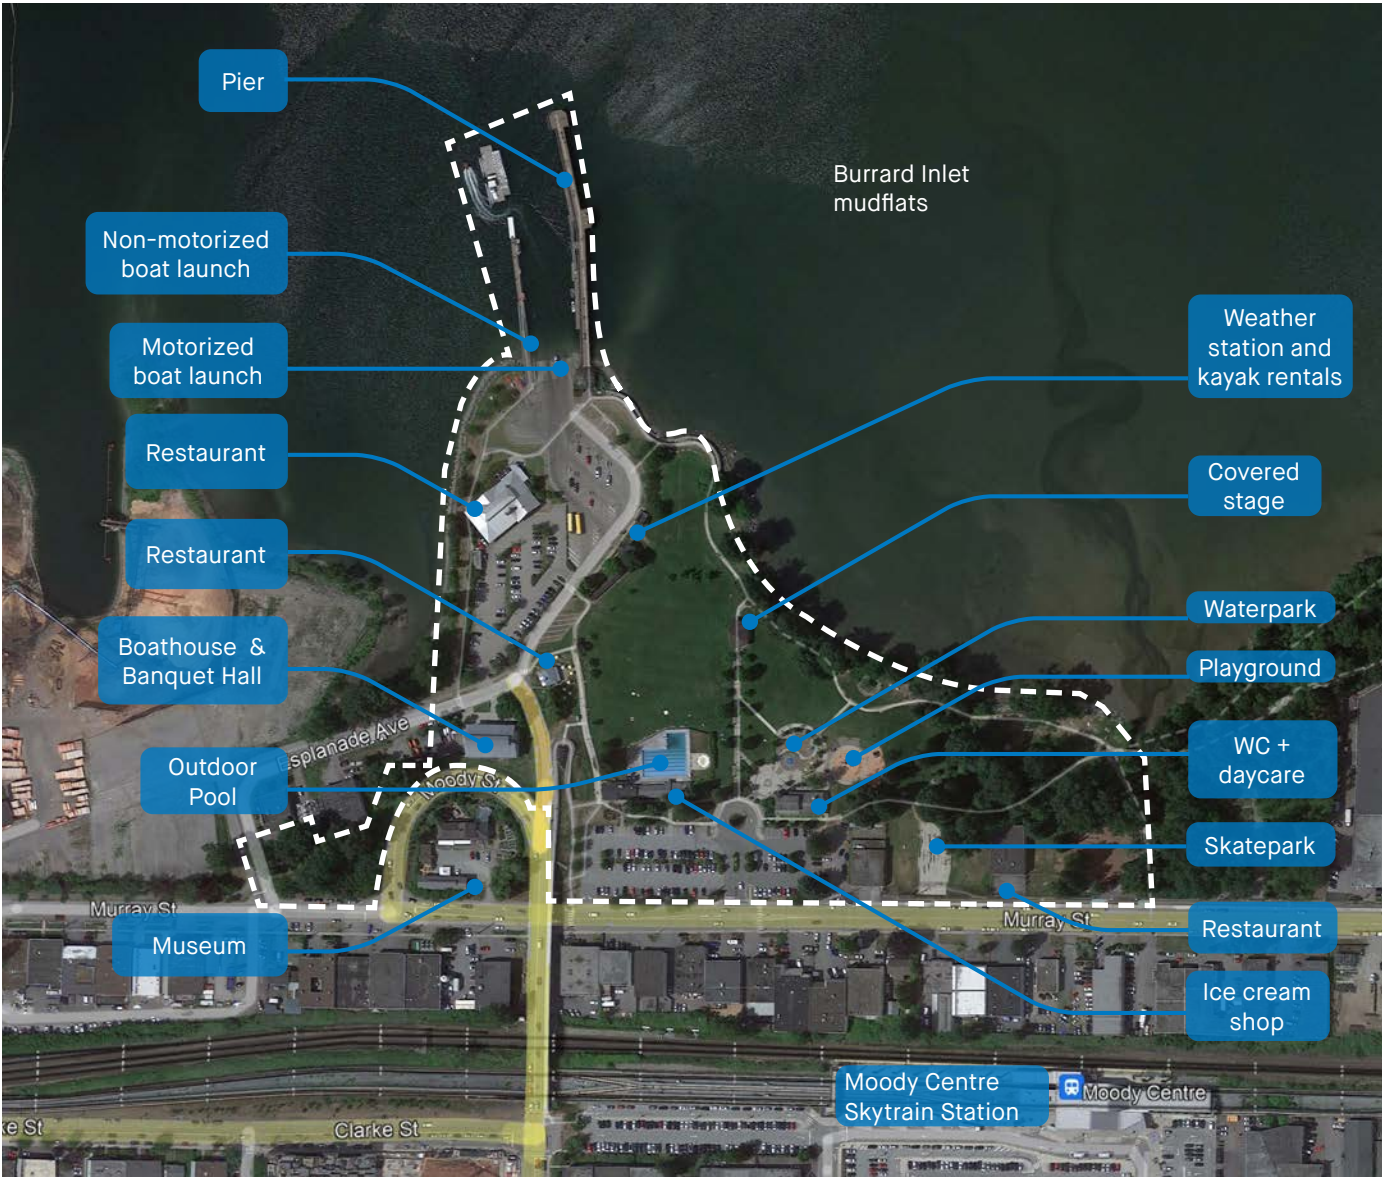 Pier
Burrard Inlet
mudflats
Non-motorized
boat launch
Motorized
boat launch
Weather
station and
kayak rentals
Restaurant
Covered
stage
Restaurant
Waterpark
Boathouse &
Banquet Hall
Playground
Esplanade Ave
WC +
daycare
Outdoor
Pool
Moody St
Skatepark
Murray St
Murray St
Museum
Restaurant
Ice cream
shop
Moody Centre
Skytrain Station
Moody Centre
ke St
Clarke St